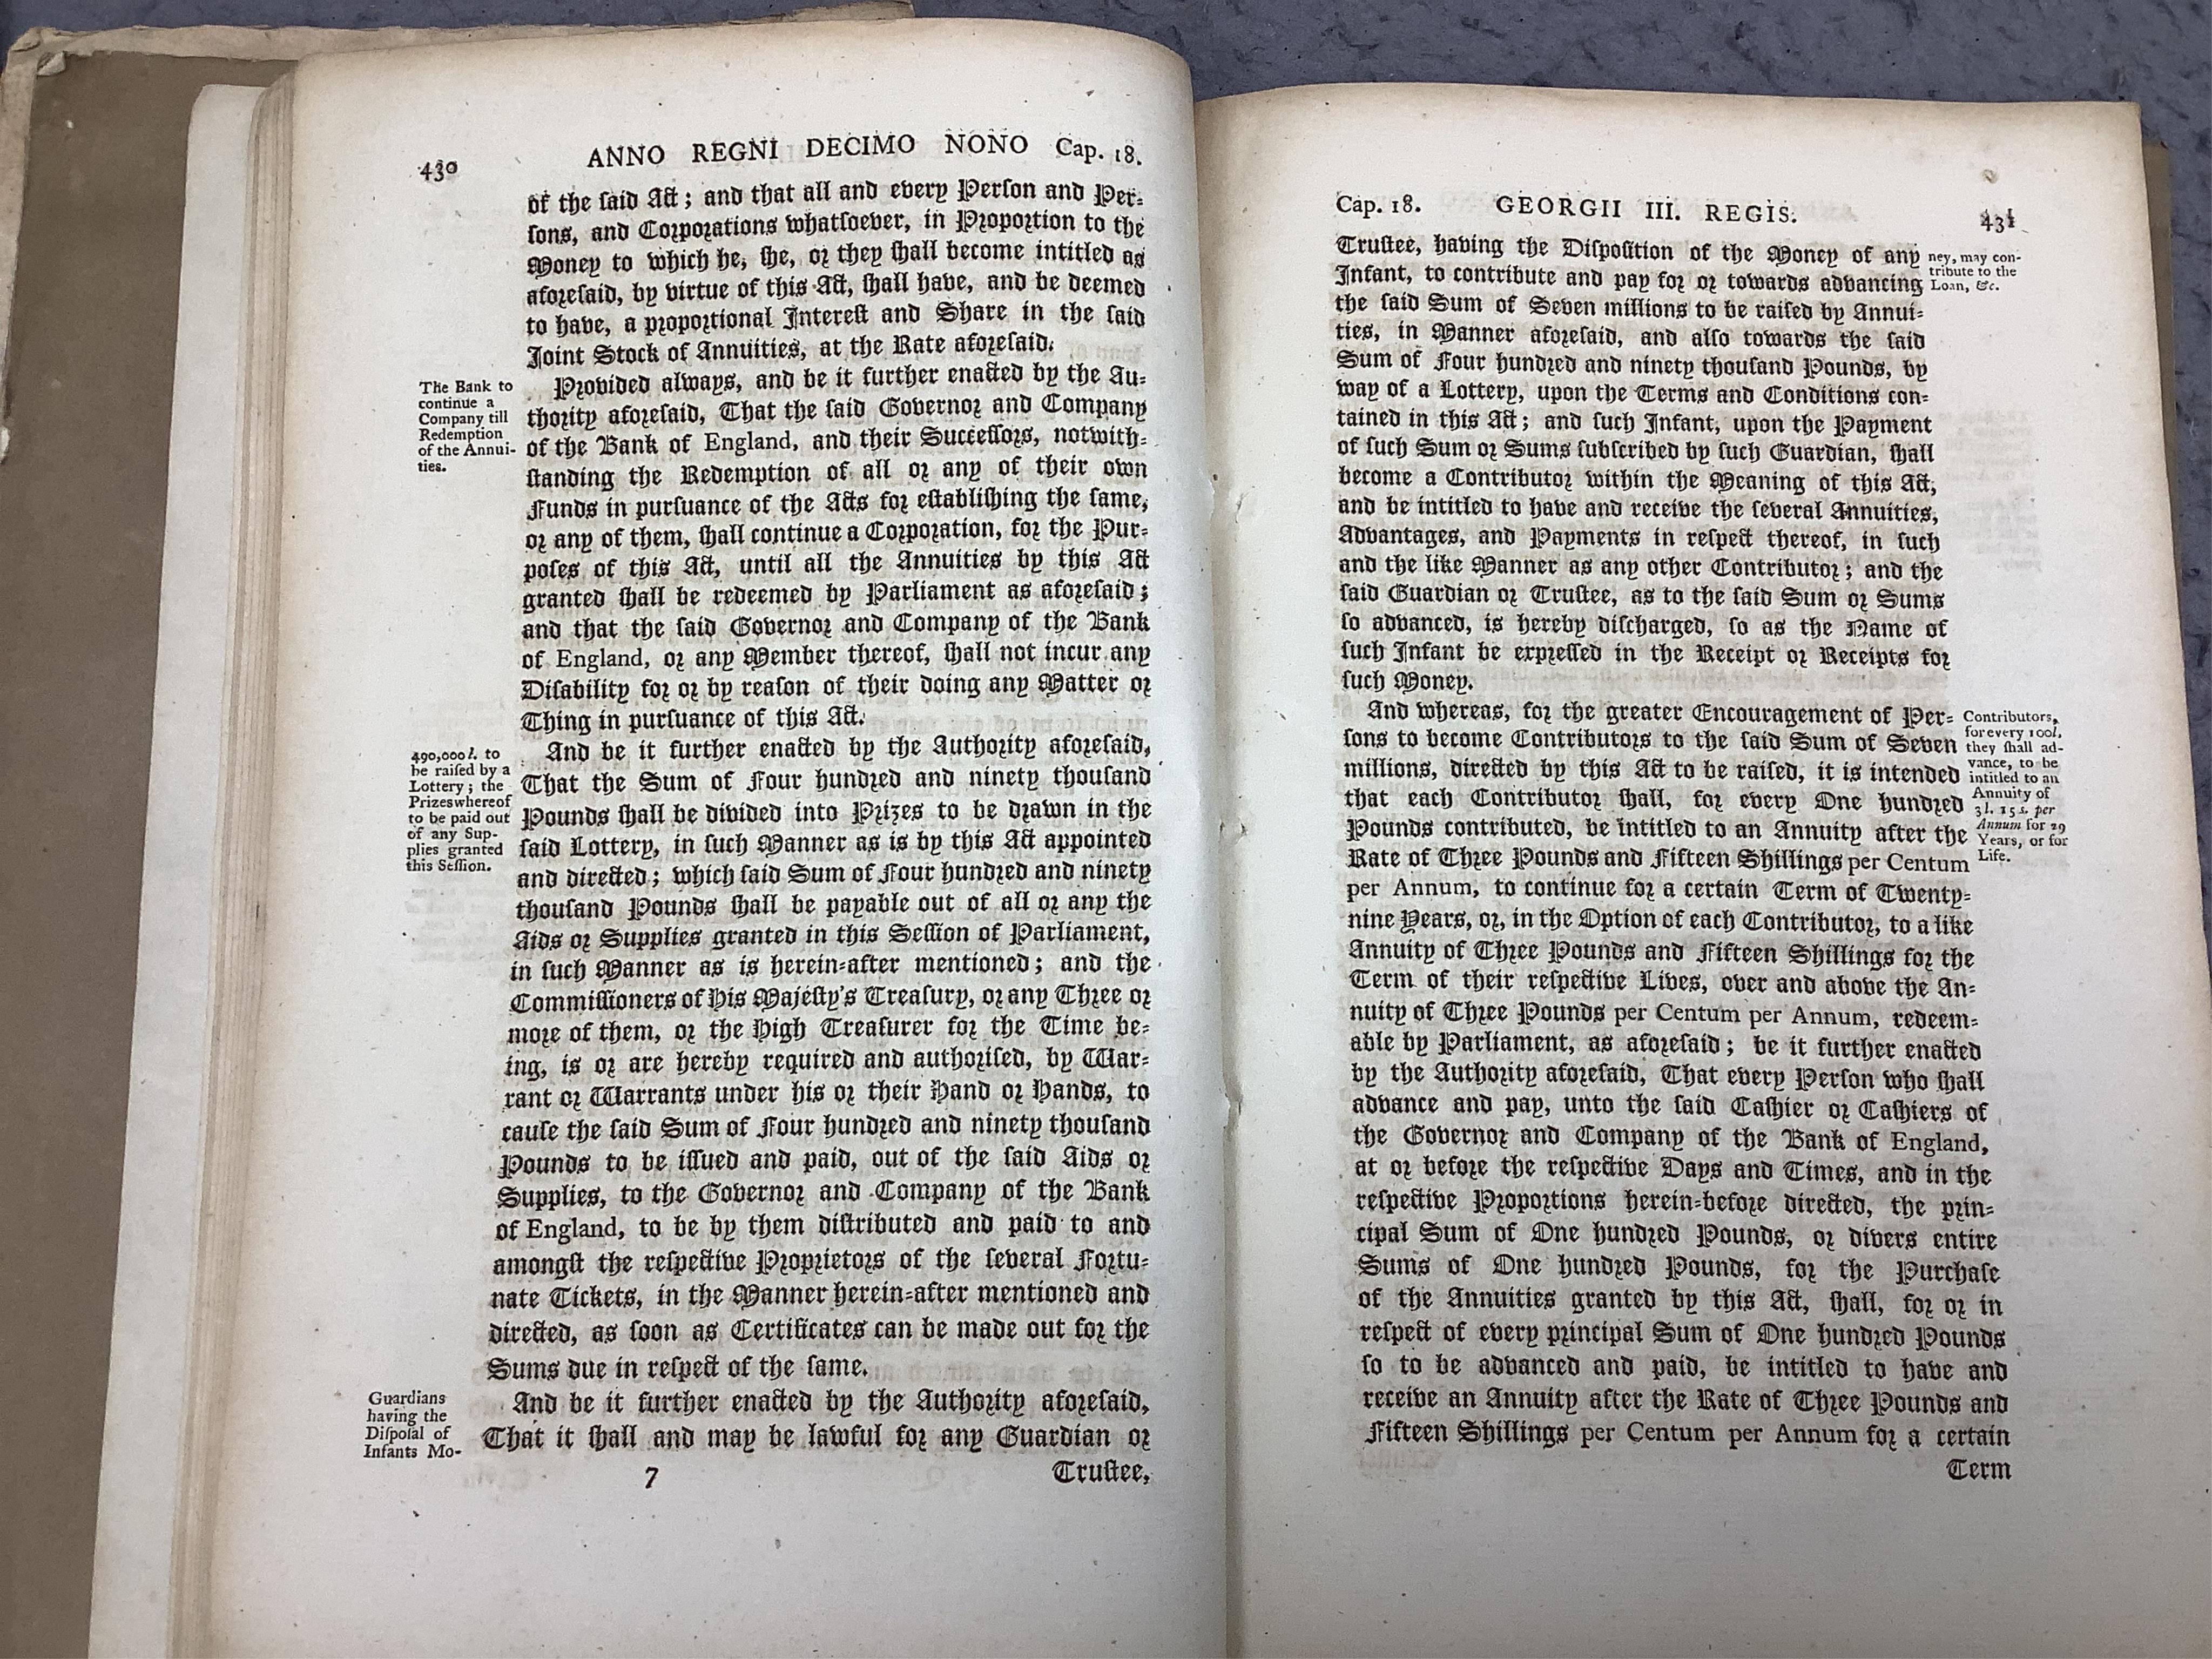 430
ANNO REGNI DECIMO NONO Cap. 18.
of the ſaid Act; and that all and every Perſon and Per-
ſons, and Corporations whatſoever, in Proportion to the
Money to which he, ſhe, or they ſhall become intitled as
aforeſaid, by virtue of this Act, ſhall have, and be deemed
to have, a proportional Intereſt and Share in the ſaid
Joint Stock of Annuities, at the Rate aforeſaid.
The Bank to
continue a
Company till
Redemption
of the Annui-
ties.
Provided always, and be it further enacted by the Au-
thority aforeſaid, That the ſaid Governor and Company
of the Bank of England, and their Succeſſors, notwith-
ſtanding the Redemption of all or any of their own
Funds in purſuance of the Acts for eſtabliſhing the ſame,
or any of them, ſhall continue a Corporation, for the Pur-
poſes of this Act, until all the Annuities by this Act
granted ſhall be redeemed by Parliament as aforeſaid;
and that the ſaid Governor and Company of the Bank
of England, or any Member thereof, ſhall not incur any
Diſability for or by reaſon of their doing any Matter or
Thing in purſuance of this Act.
490,000 l. to
be raiſed by a
Lottery; the
Prizes whereof
to be paid out
of any Sup-
plies granted
this Seſſion.
And be it further enacted by the Authority aforeſaid,
That the Sum of Four hundred and ninety thouſand
Pounds ſhall be divided into Prizes to be drawn in the
ſaid Lottery, in ſuch Manner as is by this Act appointed
and directed; which ſaid Sum of Four hundred and ninety
thouſand Pounds ſhall be payable out of all or any the
Aids or Supplies granted in this Seſſion of Parliament,
in ſuch Manner as is herein-after mentioned; and the
Commiſſioners of His Majeſty's Treaſury, or any Three or
more of them, or the High Treaſurer for the Time be-
ing, is or are hereby required and authoriſed, by War-
rant or Warrants under his or their Hand or Hands, to
cauſe the ſaid Sum of Four hundred and ninety thouſand
Pounds to be iſſued and paid, out of the ſaid Aids or
Supplies, to the Governor and Company of the Bank
of England, to be by them diſtributed and paid to and
amongſt the reſpective Proprietors of the ſeveral Fortu-
nate Tickets, in the Manner herein-after mentioned and
directed, as ſoon as Certificates can be made out for the
Sums due in reſpect of the ſame.
Guardians
having the
Diſpoſal of
Infants Mo-
And be it further enacted by the Authority aforeſaid,
That it ſhall and may be lawful for any Guardian or
7
Truſtee,
Cap. 18. GEORGII III. REGIS.
431
Truſtee, having the Diſpoſition of the Money of any
Infant, to contribute and pay for or towards advancing
the ſaid Sum of Seven millions to be raiſed by Annui-
ties, in Manner aforeſaid, and alſo towards the ſaid
Sum of Four hundred and ninety thouſand Pounds, by
way of a Lottery, upon the Terms and Conditions con-
tained in this Act; and ſuch Infant, upon the Payment
of ſuch Sum or Sums ſubſcribed by ſuch Guardian, ſhall
become a Contributor within the Meaning of this Act,
and be intitled to have and receive the ſeveral Annuities,
Advantages, and Payments in reſpect thereof, in ſuch
and the like Manner as any other Contributor; and the
ſaid Guardian or Truſtee, as to the ſaid Sum or Sums
ſo advanced, is hereby diſcharged, ſo as the Name of
ſuch Infant be expreſſed in the Receipt or Receipts for
ſuch Money.
ney, may con-
tribute to the
Loan, &c.
And whereas, for the greater Encouragement of Per-
ſons to become Contributors to the ſaid Sum of Seven
millions, directed by this Act to be raiſed, it is intended
that each Contributor ſhall, for every One hundred
Pounds contributed, be intitled to an Annuity after the
Rate of Three Pounds and Fifteen Shillings per Centum
per Annum, to continue for a certain Term of Twenty-
nine Years, or, in the Option of each Contributor, to a like
Annuity of Three Pounds and Fifteen Shillings for the
Term of their reſpective Lives, over and above the An-
nuity of Three Pounds per Centum per Annum, redeem-
able by Parliament, as aforeſaid; be it further enacted
by the Authority aforeſaid, That every Perſon who ſhall
advance and pay, unto the ſaid Caſhier or Caſhiers of
the Governor and Company of the Bank of England,
at or before the reſpective Days and Times, and in the
reſpective Proportions herein-before directed, the prin-
cipal Sum of One hundred Pounds, or divers entire
Sums of One hundred Pounds, for the Purchaſe
of the Annuities granted by this Act, ſhall, for or in
reſpect of every principal Sum of One hundred Pounds
ſo to be advanced and paid, be intitled to have and
receive an Annuity after the Rate of Three Pounds and
Fifteen Shillings per Centum per Annum for a certain
Term
Contributors,
for every 100l.
they ſhall ad-
vance, to be
intitled to an
Annuity of
3l. 15s. per
Annum for 29
Years, or for
Life.